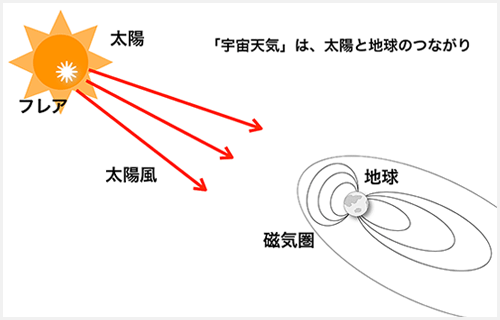 太陽
「宇宙天気」は、太陽と地球のつながり
フレア
太陽風
地球
磁気圏